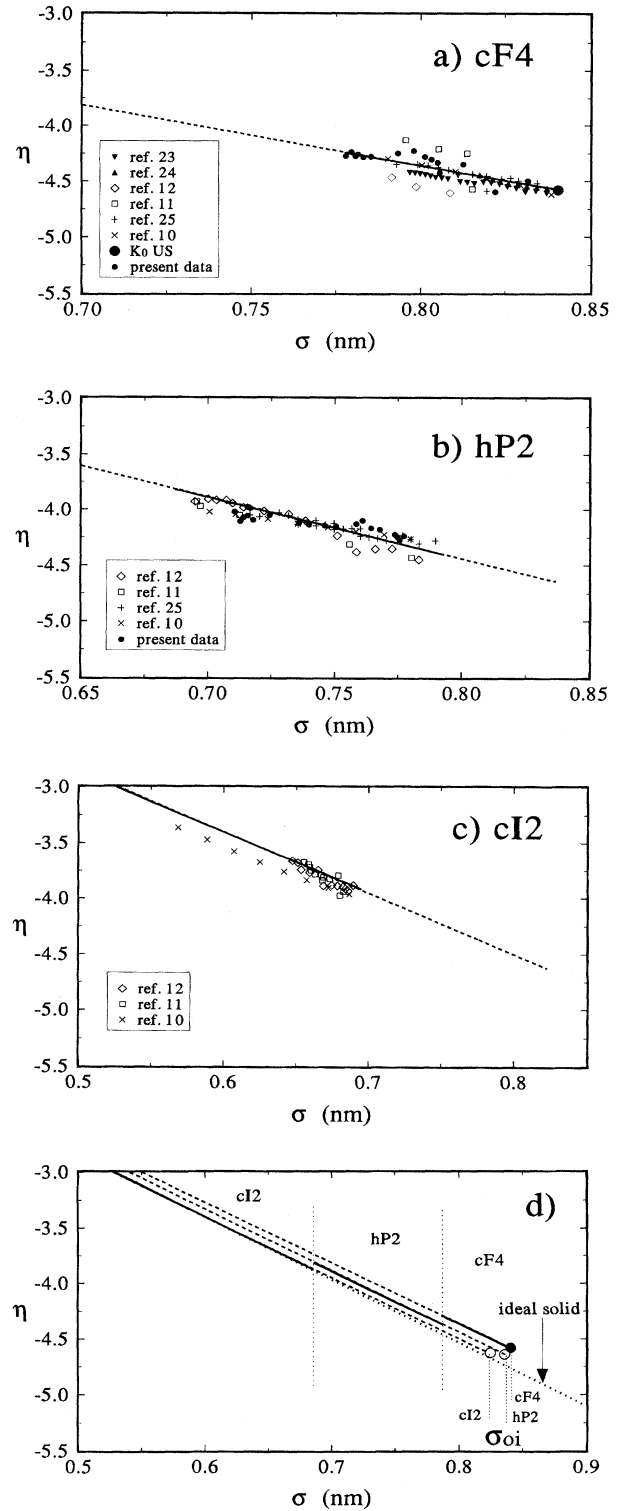 -3.0
a) cF4
-3.5
-4.0
η
ref. 23
ref. 24
ref. 12
ref. 11
ref. 25
ref. 10
K0 US
present data
-4.5
-5.0
-5.5
0.70 0.75 0.80 0.85
σ (nm)
-3.0
b) hP2
-3.5
-4.0
η
-4.5
ref. 12
ref. 11
ref. 25
ref. 10
present data
-5.0
-5.5
0.65 0.70 0.75 0.80 0.85
σ (nm)
-3.0
c) cI2
-3.5
-4.0
η
-4.5
ref. 12
ref. 11
ref. 10
-5.0
-5.5
0.5 0.6 0.7 0.8
σ (nm)
-3.0
d)
cI2
hP2
cF4
-3.5
-4.0
η
ideal solid
-4.5
-5.0
cF4
cI2 hP2
σoi
-5.5
0.5 0.6 0.7 0.8 0.9
σ (nm)